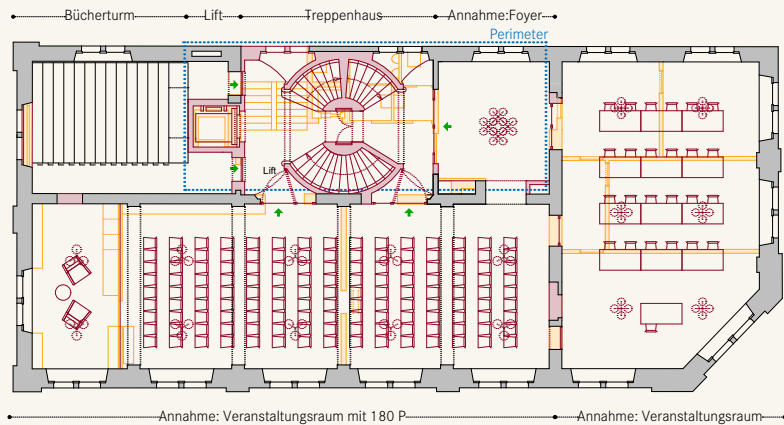 Bücherturm
Lift
Treppenhaus
Annahme:Foyer
Perimeter
Lift
Annahme: Veranstaltungsraum mit 180 P
Annahme: Veranstaltungsraum